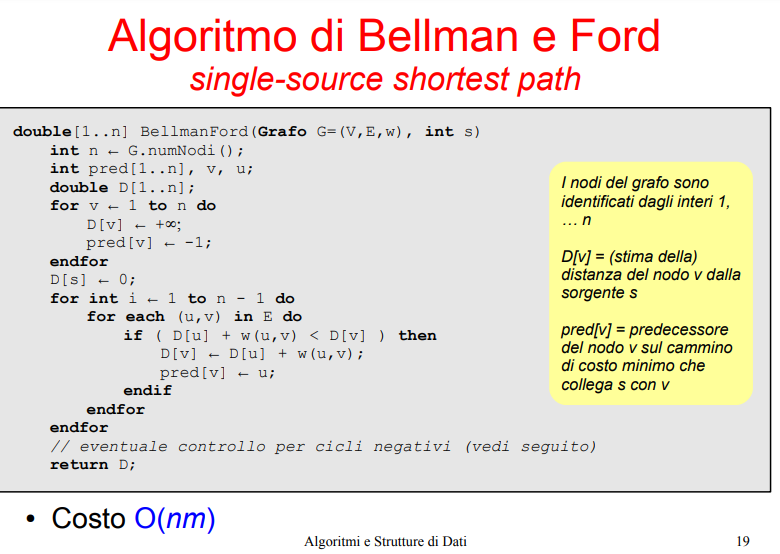 Algoritmo di Bellman e Ford
single-source shortest path
double[1..n] BellmanFord(Grafo G=(V,E,w), int s)
int n ← G.numNodi();
int pred[1..n], v, u;
double D[1..n];
for v ← 1 to n do
D[v] ← +∞;
pred[v] ← -1;
endfor
D[s] ← 0;
for int i ← 1 to n - 1 do
for each (u,v) in E do
if ( D[u] + w(u,v) < D[v] ) then
D[v] ← D[u] + w(u,v);
pred[v] ← u;
endif
endfor
endfor
// eventuale controllo per cicli negativi (vedi seguito)
return D;
I nodi del grafo sono
identificati dagli interi 1,
… n
D[v] = (stima della)
distanza del nodo v dalla
sorgente s
pred[v] = predecessore
del nodo v sul cammino
di costo minimo che
collega s con v
• Costo O(nm)
Algoritmi e Strutture di Dati
19